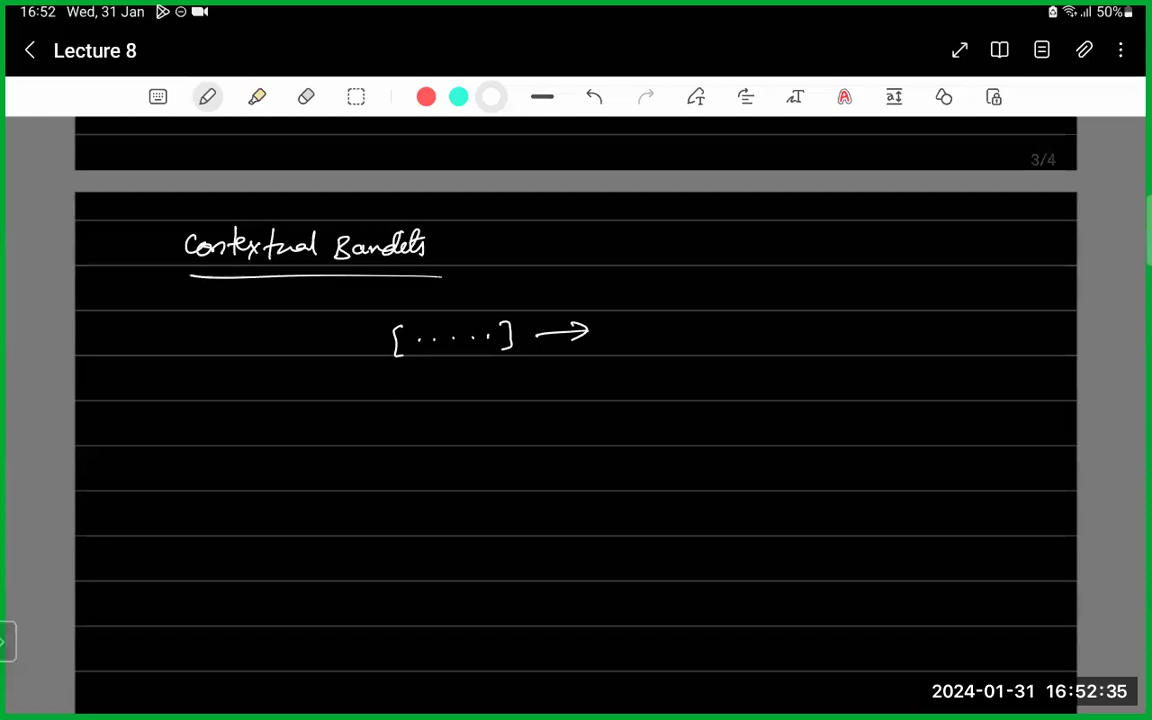 16:52 Wed, 31 Jan 50%
Lecture 8
3/4
Contextual Bandits
[.....] →
2024-01-31 16:52:35